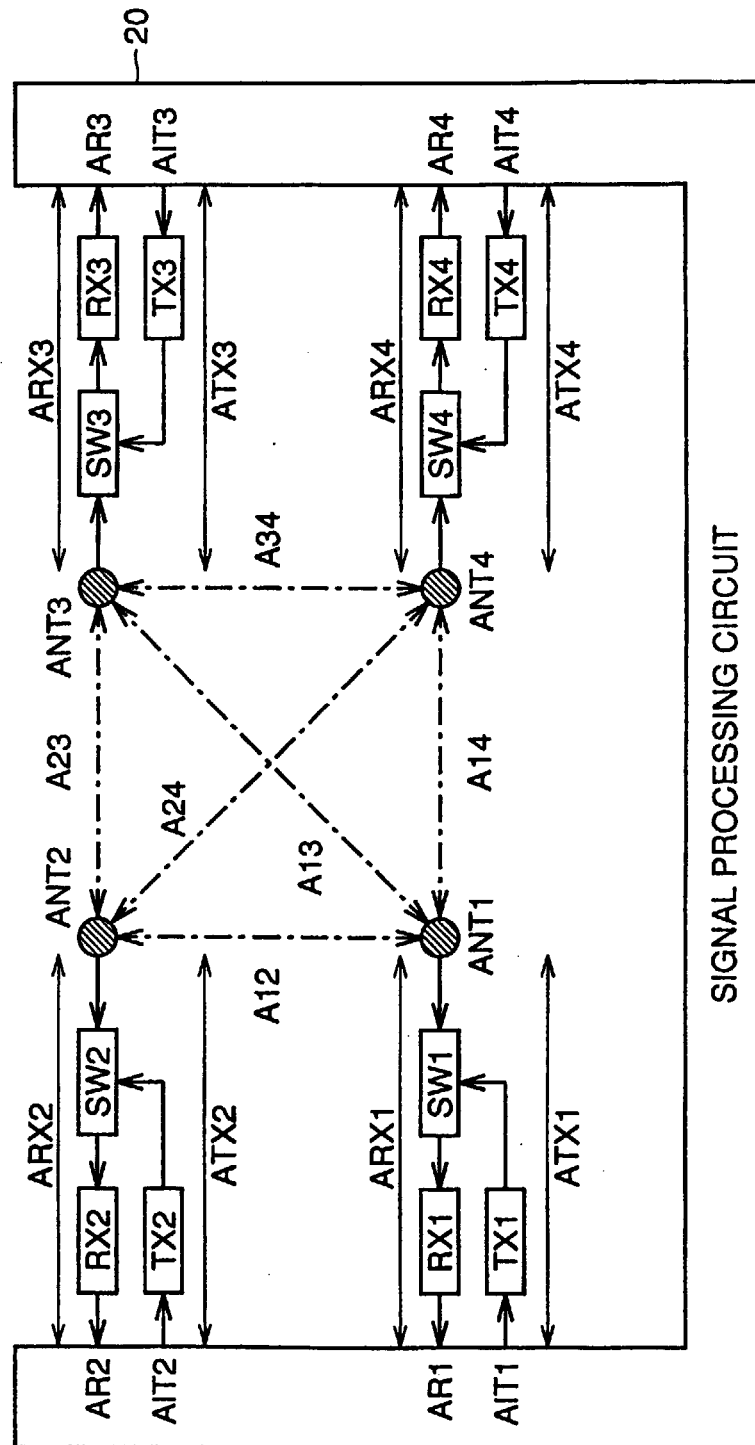 20
AR2
ARX2
ANT2
A23
ANT3
ARX3
AR3
RX2
SW2
SW3
RX3
AIT2
TX2
TX3
AIT3
ATX2
A12
A24
A34
ATX3
A13
AR1
ARX1
ANT1
A14
ANT4
ARX4
AR4
RX1
SW1
SW4
RX4
AIT1
TX1
TX4
AIT4
ATX1
ATX4
SIGNAL PROCESSING CIRCUIT